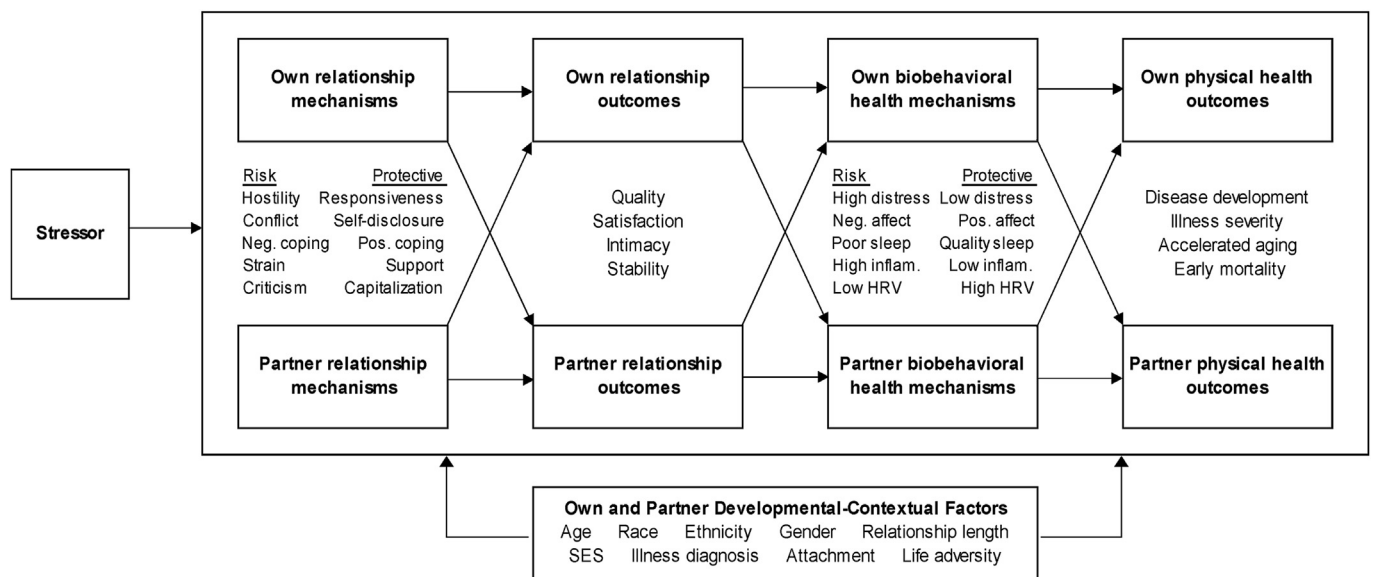 Own relationship
mechanisms
Own relationship
outcomes
Own biobehavioral
health mechanisms
Own physical health
outcomes
Stressor
Risk Protective
Hostility Responsiveness
Conflict Self-disclosure
Neg. coping Pos. coping
Strain Support
Criticism Capitalization
Quality
Satisfaction
Intimacy
Stability
Risk Protective
High distress Low distress
Neg. affect Pos. affect
Poor sleep Quality sleep
High inflam. Low inflam.
Low HRV High HRV
Disease development
Illness severity
Accelerated aging
Early mortality
Partner relationship
mechanisms
Partner relationship
outcomes
Partner biobehavioral
health mechanisms
Partner physical health
outcomes
Own and Partner Developmental-Contextual Factors
Age Race Ethnicity Gender Relationship length
SES Illness diagnosis Attachment Life adversity